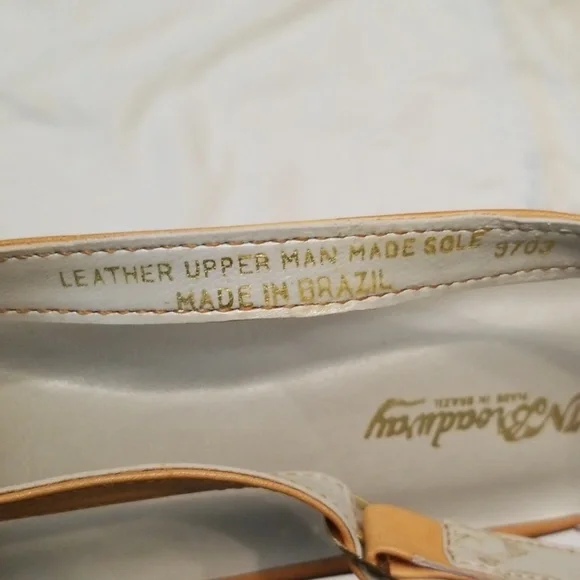 LEATHER UPPER MAN MADE SOLE 9703
MADE IN BRAZIL
Broadway
MADE IN BRAZIL